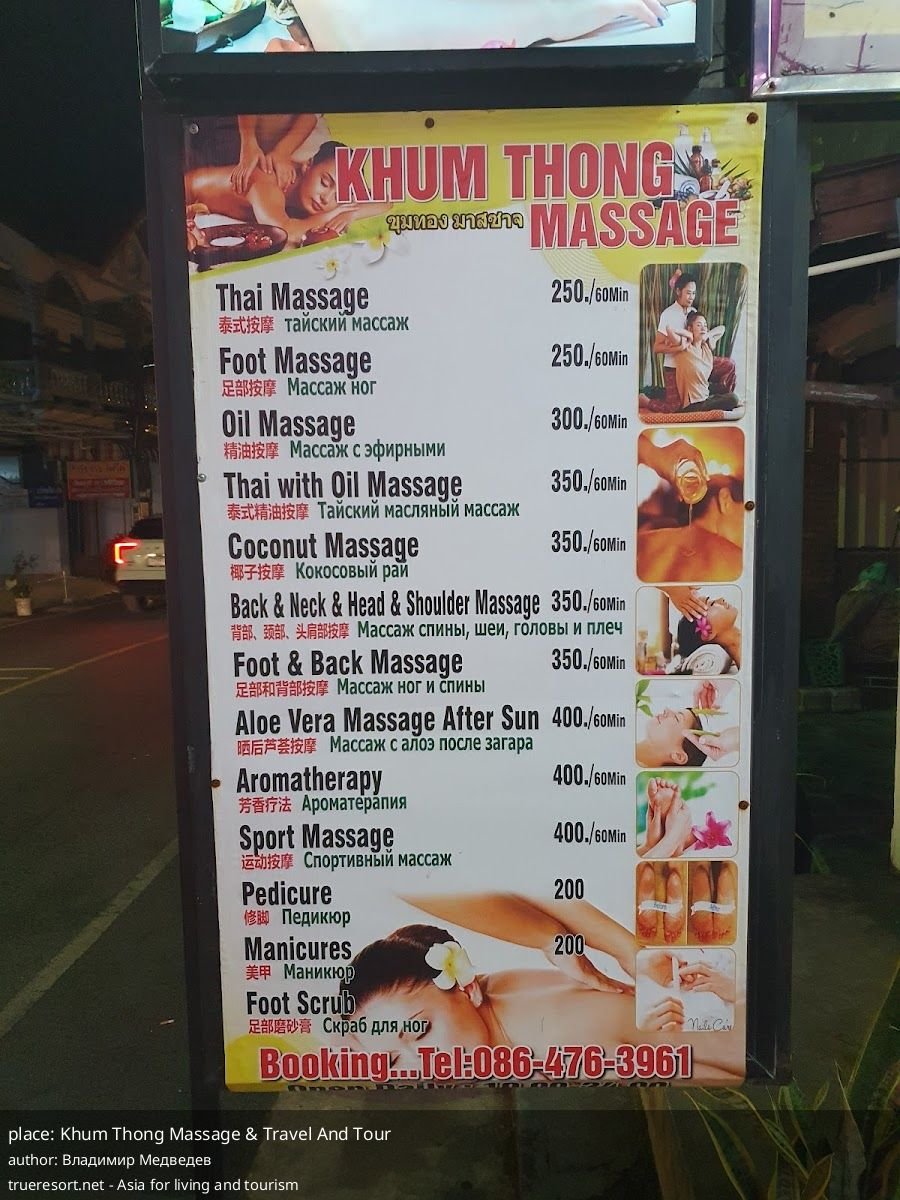 KHUM THONG
ขุมทอง มาสซาจ MASSAGE
Thai Massage 250./60Min
泰式按摩 тайский массаж
Foot Massage 250./60Min
足部按摩 Массаж ног
Oil Massage 300./60Min
精油按摩 Массаж с эфирными
Thai with Oil Massage 350./60Min
泰式精油按摩 Тайский масляный массаж
Coconut Massage 350./60Min
椰子按摩 Кокосовый рай
Back & Neck & Head & Shoulder Massage 350./60Min
背部、颈部、头肩部按摩 Массаж спины, шеи, головы и плеч
Foot & Back Massage 350./60Min
足部和背部按摩 Массаж ног и спины
Aloe Vera Massage After Sun 400./60Min
晒后芦荟按摩 Массаж с алоэ после загара
Aromatherapy 400./60Min
芳香疗法 Ароматерапия
Sport Massage 400./60Min
运动按摩 Спортивный массаж
Pedicure 200
修脚 Педикюр
Manicures 200
美甲 Маникюр
Foot Scrub
足部磨砂膏 Скраб для ног
Booking...Tel:086-476-3961
place: Khum Thong Massage & Travel And Tour
author: Владимир Медведев
trueresort.net - Asia for living and tourism